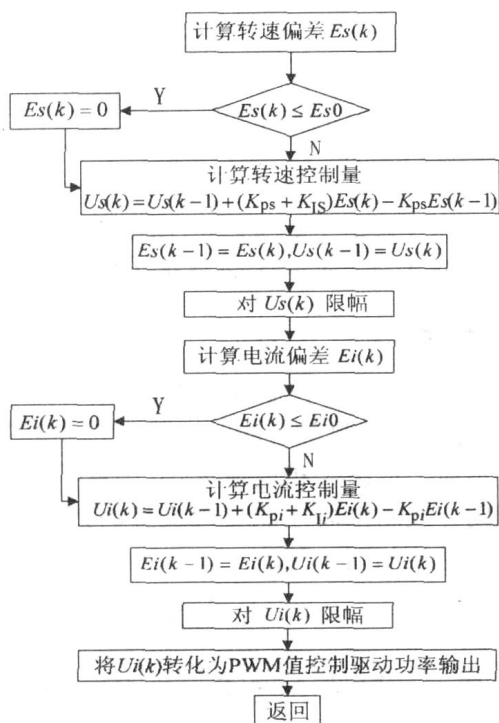 计算转速偏差 Es(k)
Y
Es(k) = 0
Es(k) ≤ Es0
N
计算转速控制量
Us(k) = Us(k−1) + (Kps + KIS)Es(k) − KpsEs(k−1)
Es(k−1) = Es(k),Us(k−1) = Us(k)
对 Us(k) 限幅
计算电流偏差 Ei(k)
Y
Ei(k) = 0
Ei(k) ≤ Ei0
N
计算电流控制量
Ui(k) = Ui(k−1) + (Kpi + KIi)Ei(k) − KpiEi(k−1)
Ei(k−1) = Ei(k),Ui(k−1) = Ui(k)
对 Ui(k) 限幅
将Ui(k)转化为PWM值控制驱动功率输出
返回